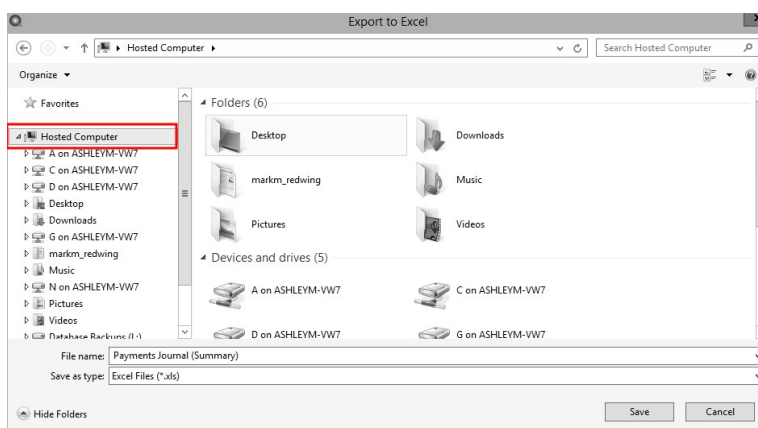 Export to Excel
Hosted Computer
Search Hosted Computer
Organize
Favorites
Hosted Computer
A on ASHLEYM-VW7
C on ASHLEYM-VW7
D on ASHLEYM-VW7
Desktop
Downloads
G on ASHLEYM-VW7
markm_redwing
Music
N on ASHLEYM-VW7
Pictures
Videos
Database Backups (L:)
Folders (6)
Desktop
Downloads
markm_redwing
Music
Pictures
Videos
Devices and drives (5)
A on ASHLEYM-VW7
C on ASHLEYM-VW7
D on ASHLEYM-VW7
G on ASHLEYM-VW7
File name: Payments Journal (Summary)
Save as type: Excel Files (*.xls)
Hide Folders
Save
Cancel